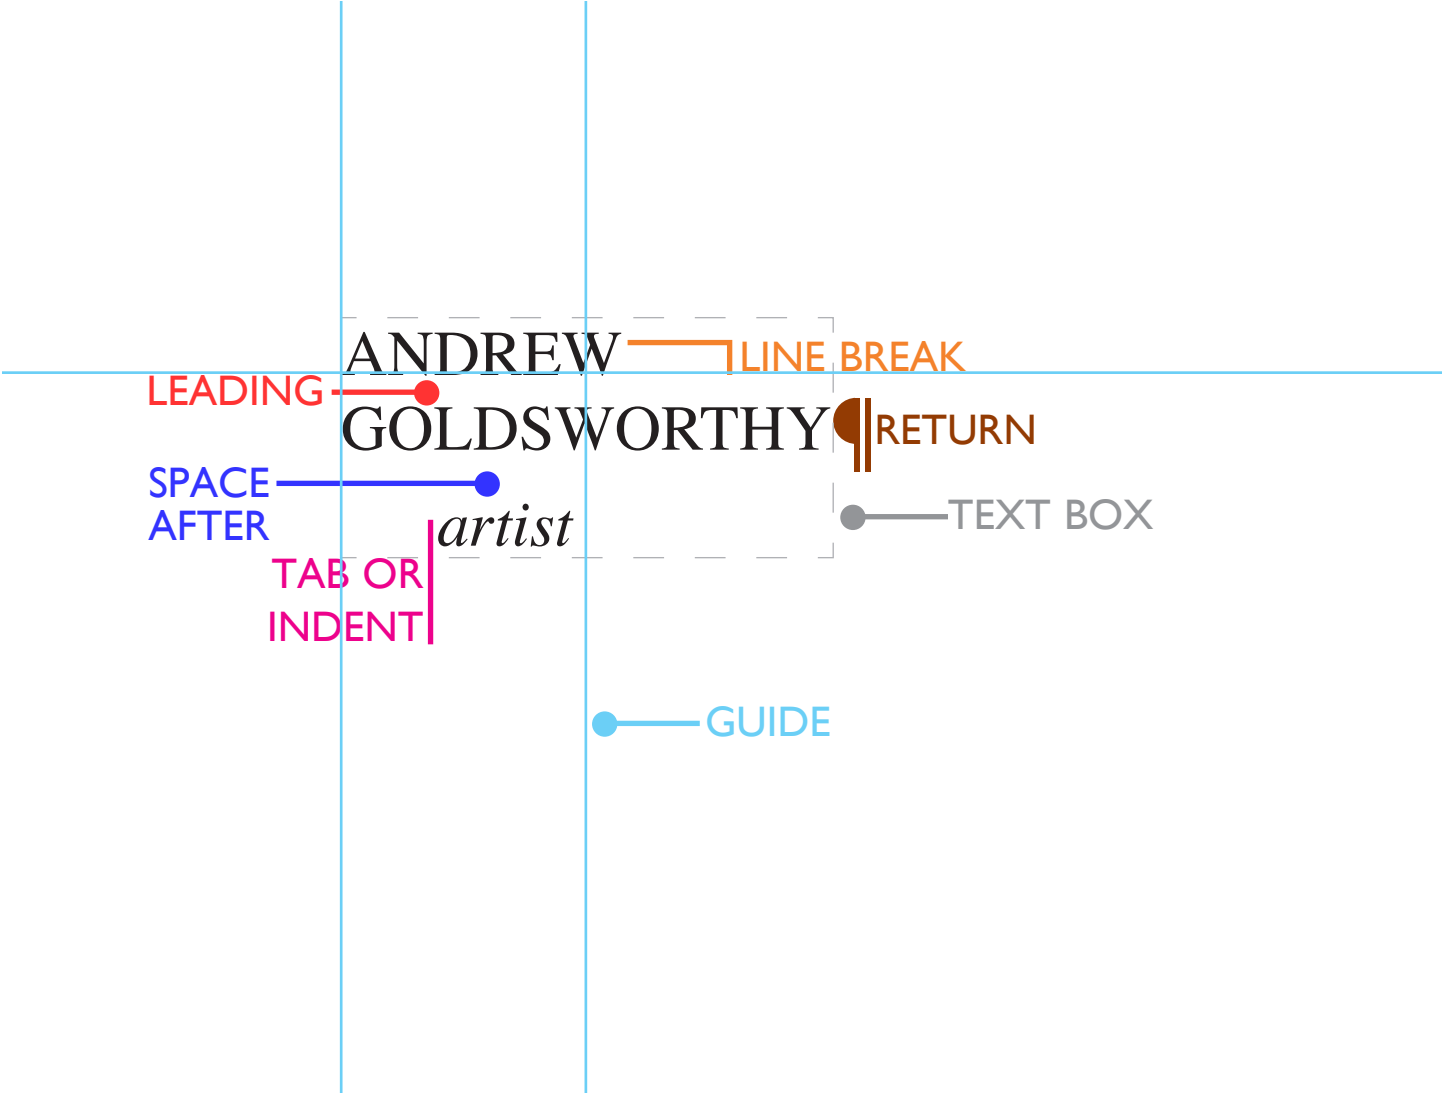 ANDREW
LINE BREAK
LEADING
GOLDSWORTHY
RETURN
SPACE
AFTER
artist
TEXT BOX
TAB OR
INDENT
GUIDE